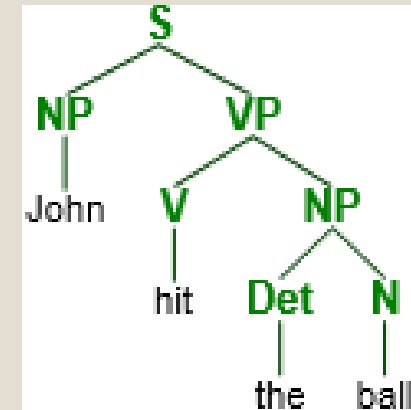 S
NP VP
John V NP
hit Det N
the ball